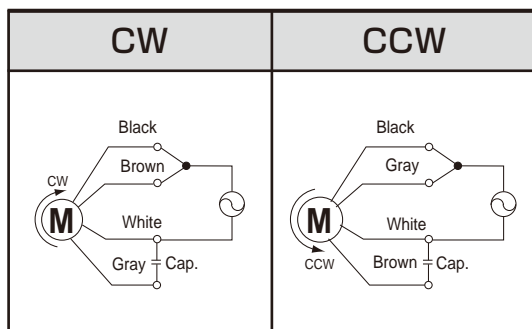 CW
CCW
Black
Brown
CW
M
White
Gray Cap.
Black
Gray
M
White
CCW
Brown Cap.